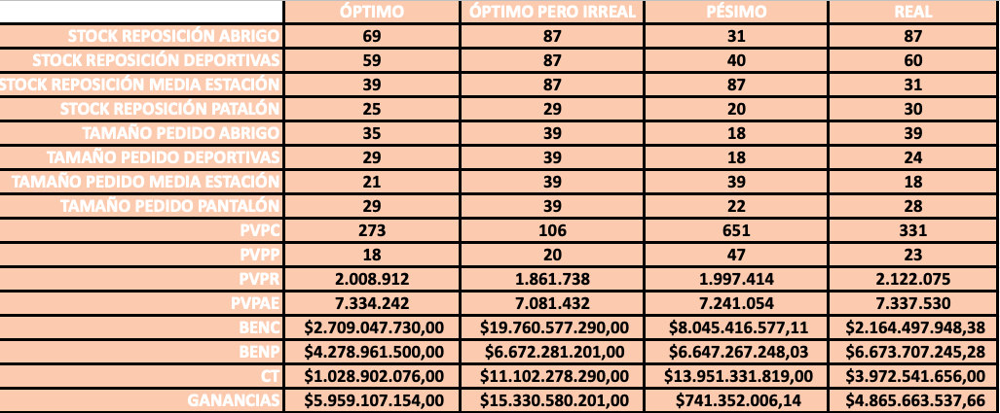 ÓPTIMO ÓPTIMO PERO IRREAL PÉSIMO REAL
STOCK REPOSICIÓN ABRIGO 69 87 31 87
STOCK REPOSICIÓN DEPORTIVAS 59 87 40 60
STOCK REPOSICIÓN MEDIA ESTACIÓN 39 87 87 31
STOCK REPOSICIÓN PATALÓN 25 29 20 30
TAMAÑO PEDIDO ABRIGO 35 39 18 39
TAMAÑO PEDIDO DEPORTIVAS 29 39 18 24
TAMAÑO PEDIDO MEDIA ESTACIÓN 21 39 39 18
TAMAÑO PEDIDO PANTALÓN 29 39 22 28
PVPC 273 106 651 331
PVPP 18 20 47 23
PVPR 2.008.912 1.861.738 1.997.414 2.122.075
PVPAE 7.334.242 7.081.432 7.241.054 7.337.530
BENC $2.709.047.730,00 $19.760.577.290,00 $8.045.416.577,11 $2.164.497.948,38
BENP $4.278.961.500,00 $6.672.281.201,00 $6.647.267.248,03 $6.673.707.245,28
CT $1.028.902.076,00 $11.102.278.290,00 $13.951.331.819,00 $3.972.541.656,00
GANANCIAS $5.959.107.154,00 $15.330.580.201,00 $741.352.006,14 $4.865.663.537,66